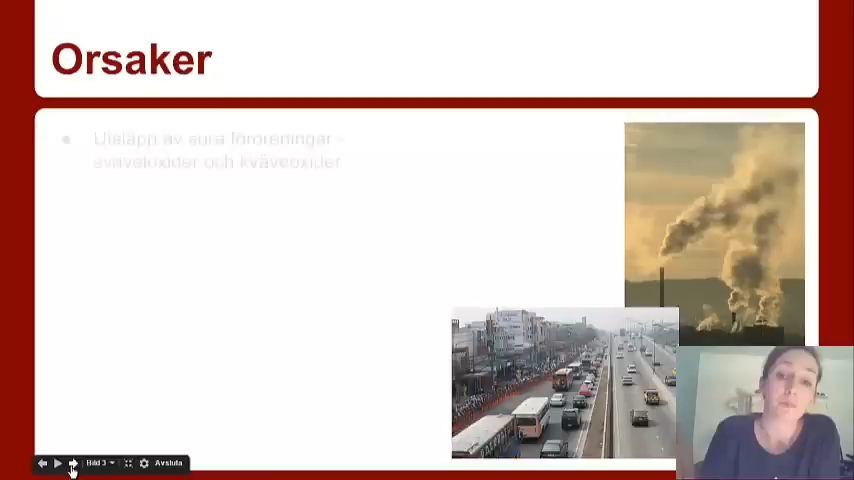 Orsaker
Utsläpp av sura föroreningar -
svaveloxider och kväveoxider
Bild 3
Avsluta